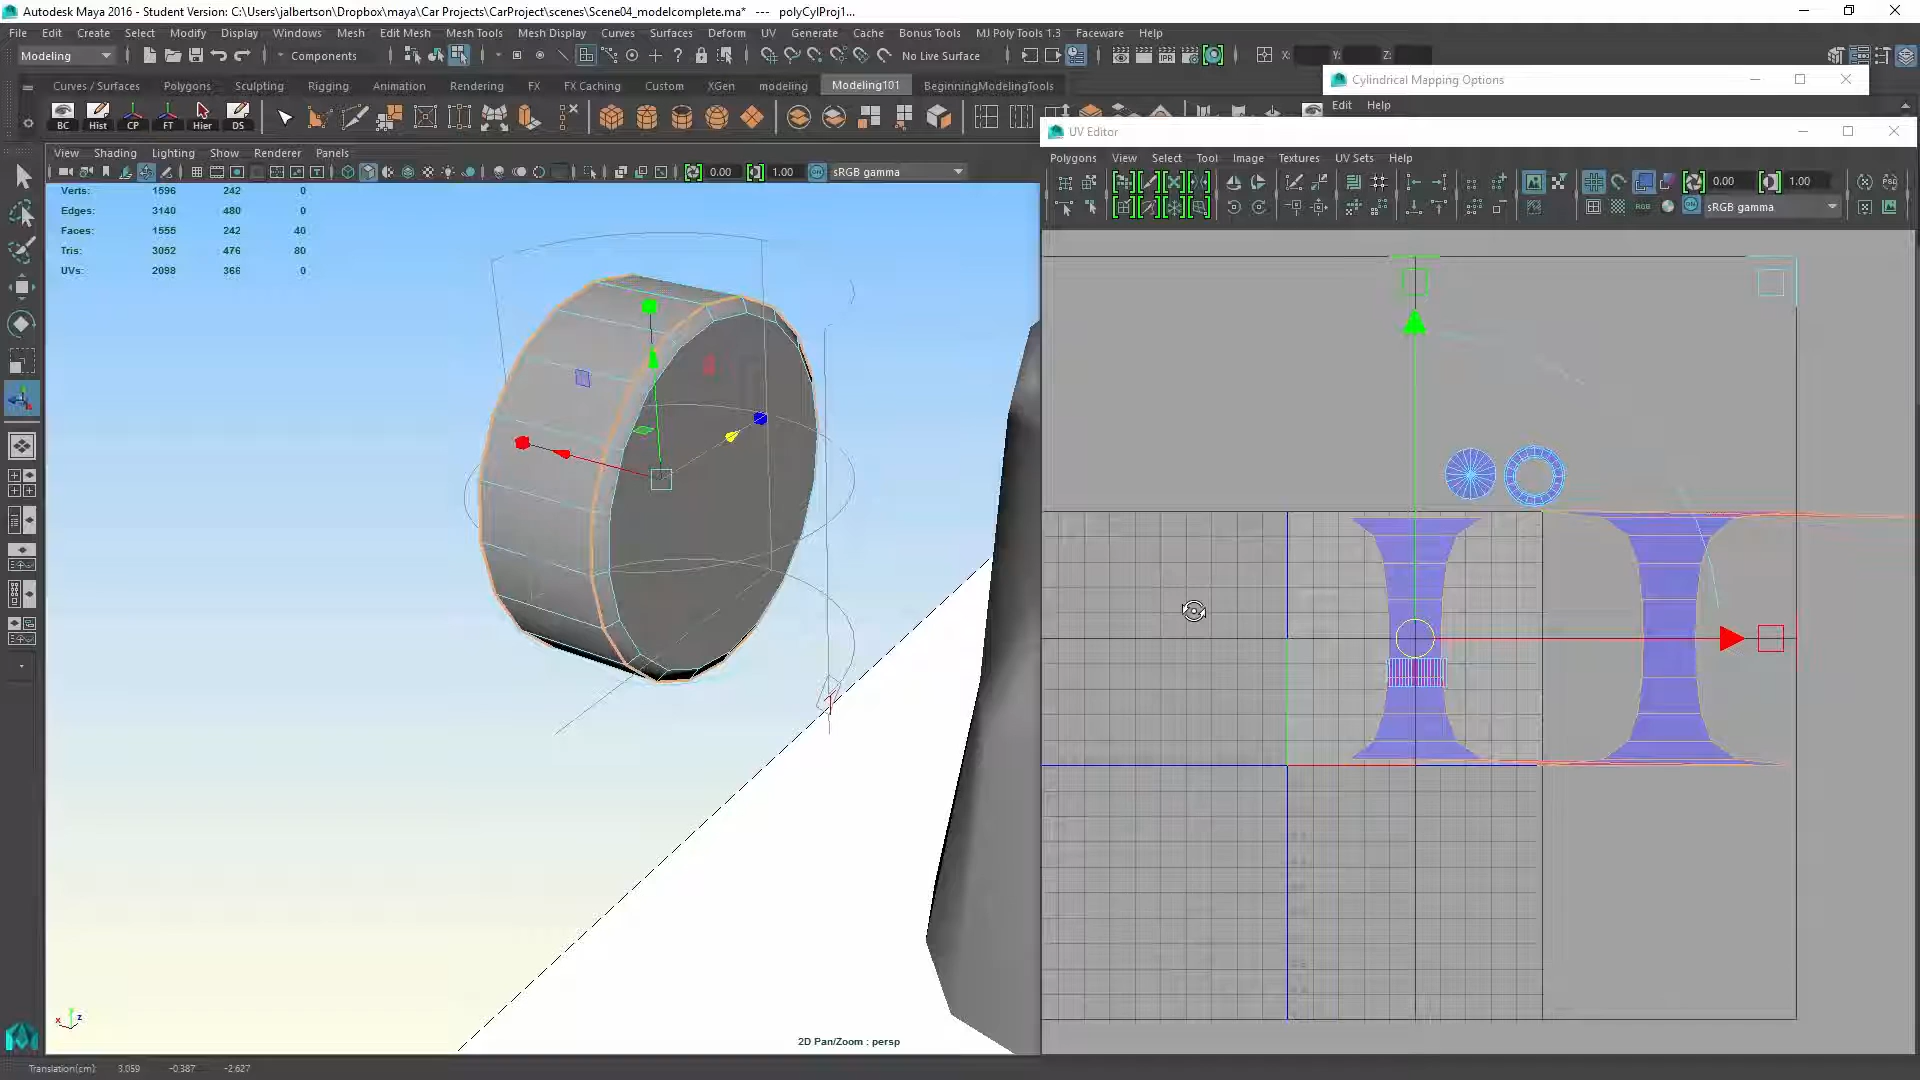 Autodesk Maya 2016 - Student Version: C:\Users\jalbertson\Dropbox\maya\Car Projects\CarProject\scenes\Scene04_modelcomplete.ma*  ---  polyCylProj1...
File Edit Create Select Modify Display Windows Mesh Edit Mesh Mesh Tools Mesh Display Curves Surfaces Deform UV Generate Cache Bonus Tools MJ Poly Tools 1.3 Faceware Help
Modeling Components No Live Surface X: Y: Z:
Cylindrical Mapping Options
Curves / Surfaces Polygons Sculpting Rigging Animation Rendering FX FX Caching Custom XGen modeling Modeling101 BeginningModelingTools
Edit Help
BC Hist CP FT Hier DS
UV Editor
View Shading Lighting Show Renderer Panels
Polygons View Select Tool Image Textures UV Sets Help
0.00 1.00 sRGB gamma
0.00 1.00
sRGB gamma
Verts: 1596 242 0
Edges: 3140 480 0
Faces: 1555 242 40
Tris: 3052 476 80
UVs: 2098 366 0
x z
2D Pan/Zoom : persp
Translation(cm) 3.059 -0.387 -2.627